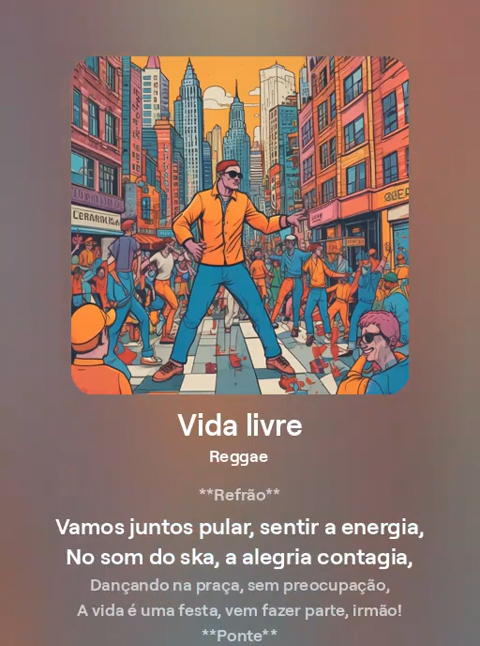 Vida livre
Reggae
**Refrão**
Vamos juntos pular, sentir a energia,
No som do ska, a alegria contagia,
Dançando na praça, sem preocupação,
A vida é uma festa, vem fazer parte, irmão!
**Ponte**